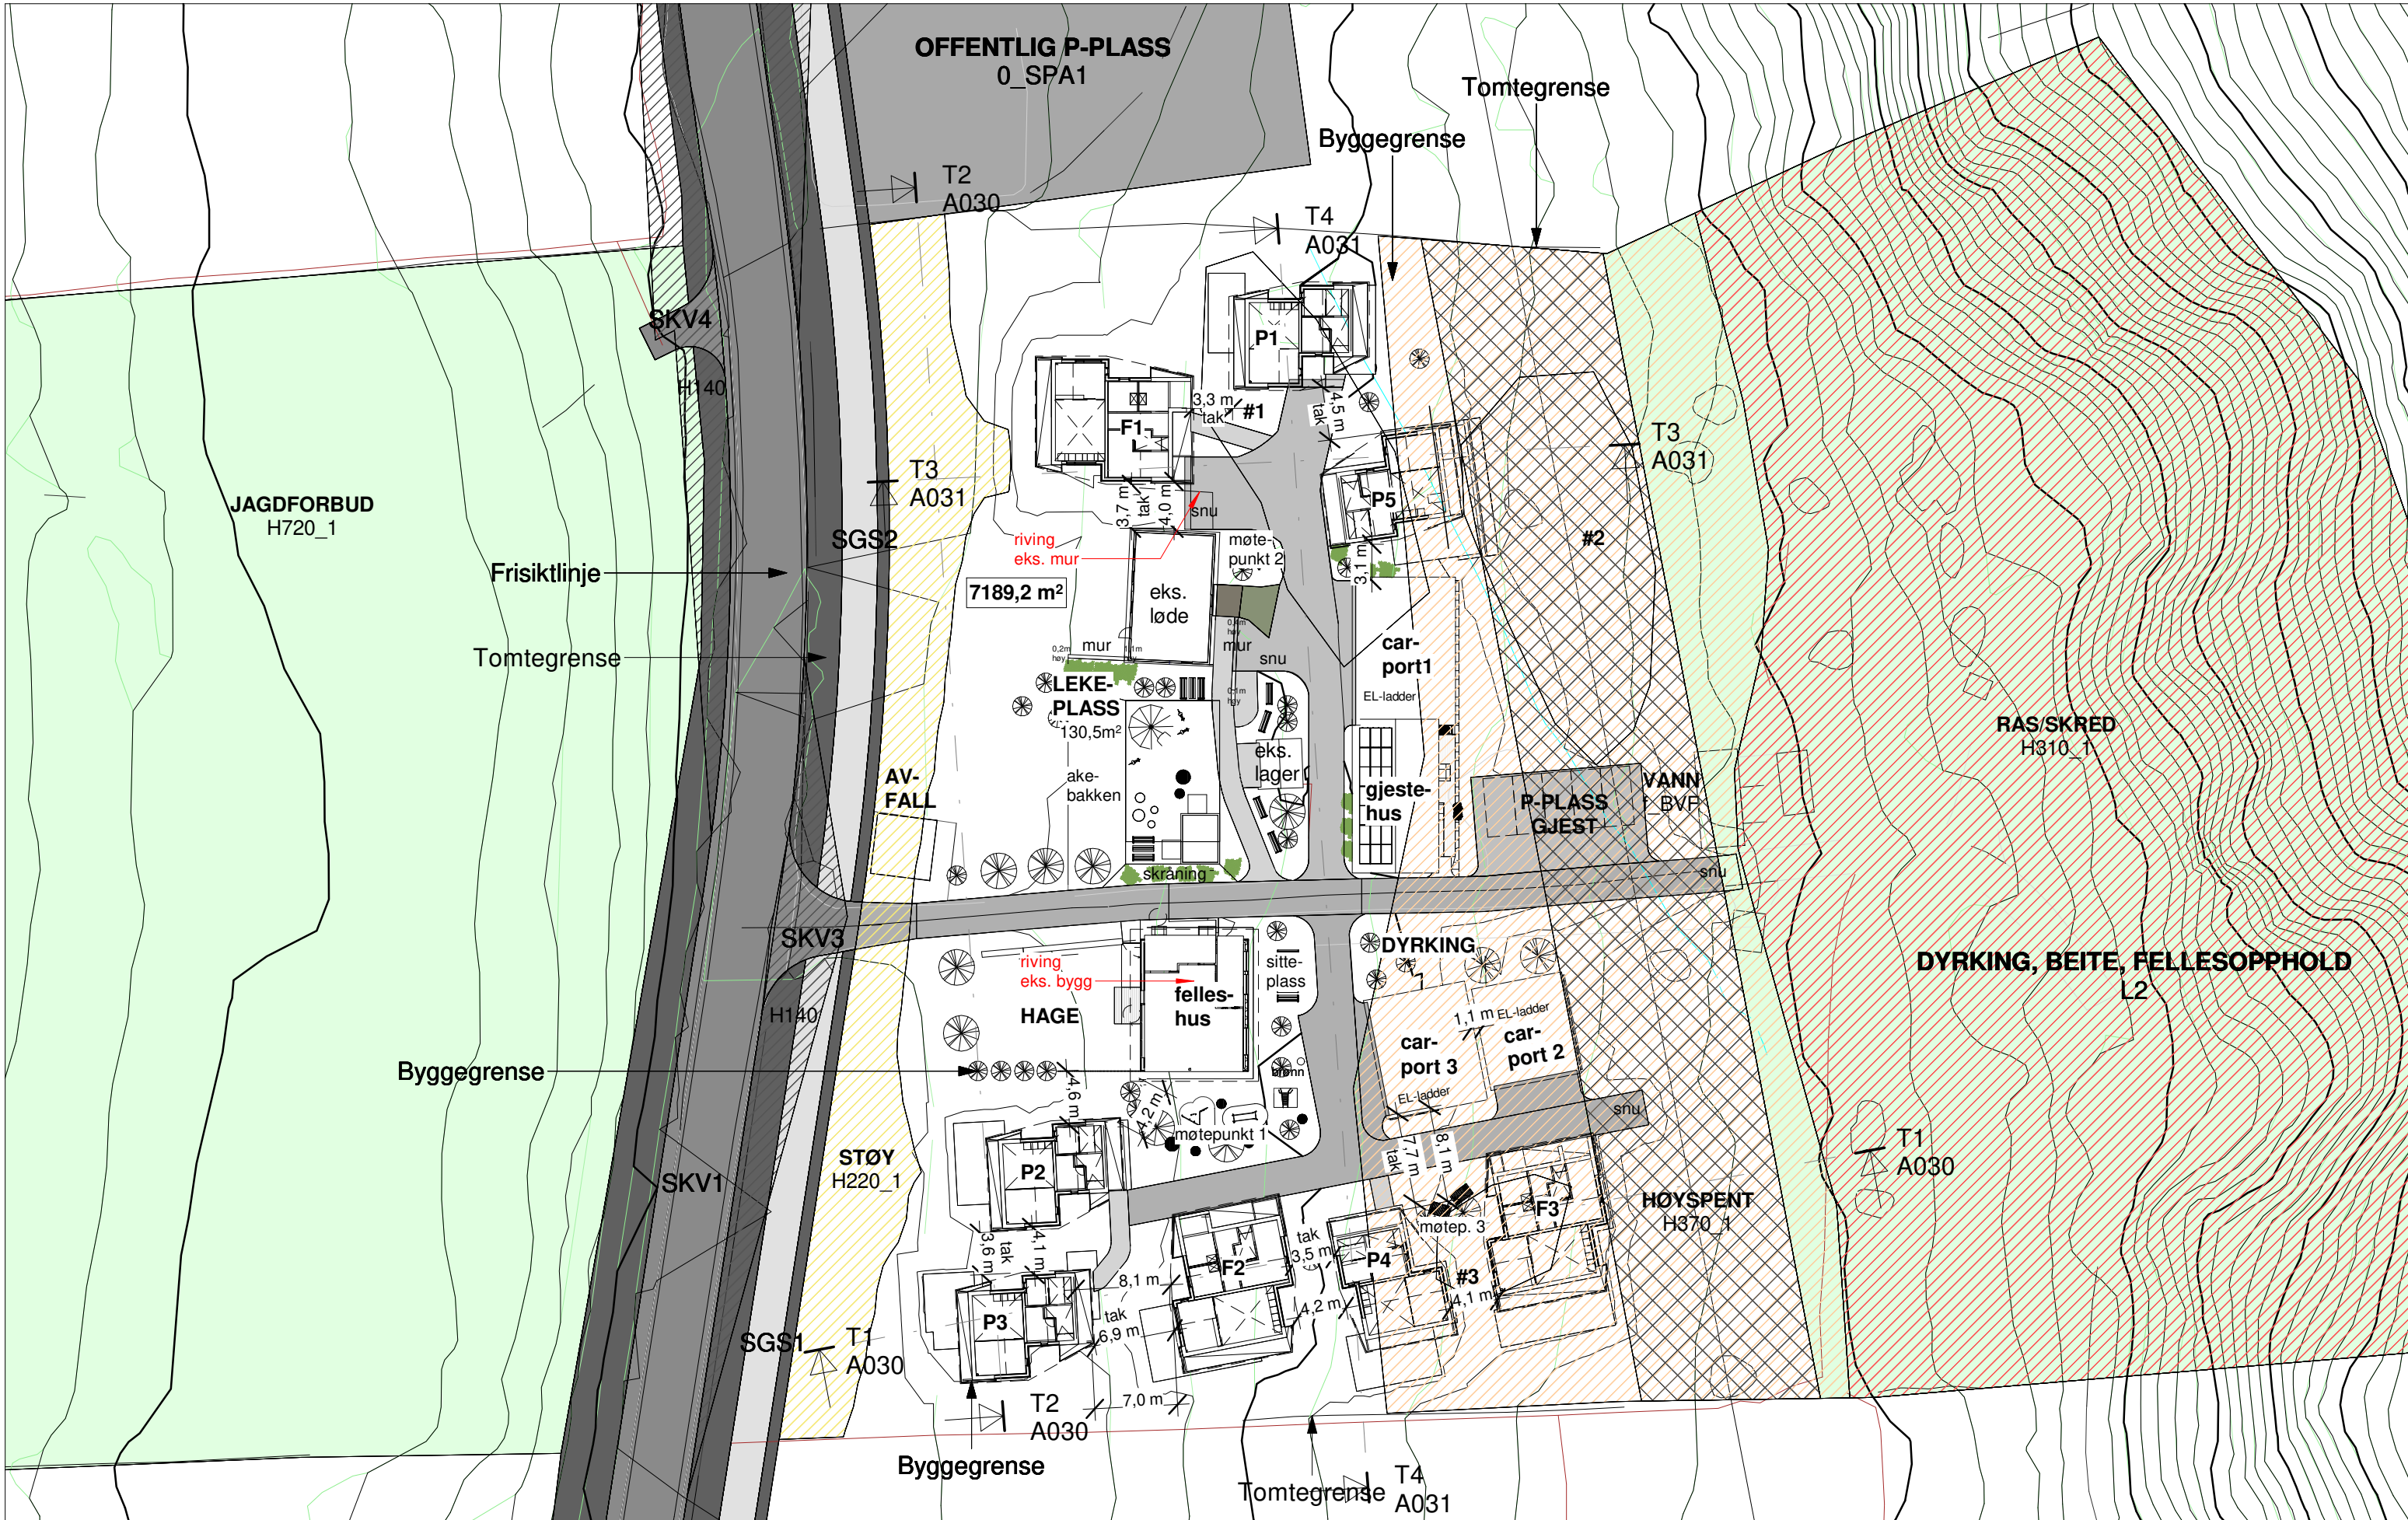 OFFENTLIG P-PLASS
0_SPA1
Tomtegrense
Byggegrense
T2
A030
T4
A031
SKV4
H140
P1
3,3 m
tak
#1
4,5 m
tak
F1
T3
A031
T3
A031
JAGDFORBUD
H720_1
SGS2
3,7 m
tak
4,0 m
snu
P5
#2
riving
eks. mur
møte-
punkt 2
3,1 m
Frisiktlinje
7189,2 m²
eks.
løde
Tomtegrense
mur
0,2m
høy
mur
snu
car-
port1
EL-ladder
LEKE-
PLASS
130,5m²
RAS/SKRED
H310_1
eks.
lager
AV-
FALL
ake-
bakken
gjeste-
hus
P-PLASS
GJEST
VANN
f_BVF
skråning
snu
SKV3
DYRKING
riving
eks. bygg
sitte-
plass
felles-
hus
HAGE
H140
DYRKING, BEITE, FELLESOPPHOLD
L2
1,1 m
EL-ladder
car-
port 2
car-
port 3
EL-ladder
Byggegrense
brønn
4,6 m
4,2 m
møtepunkt 1
snu
7,7 m
tak
8,1 m
T1
A030
STØY
H220_1
P2
SKV1
F3
HØYSPENT
H370_1
møtep. 3
3,6 m
tak
4,1 m
8,1 m
F2
tak
3,5 m
P4
#3
4,1 m
4,2 m
P3
tak
6,9 m
SGS1
T1
A030
7,0 m
T2
A030
Byggegrense
Tomtegrense
T4
A031